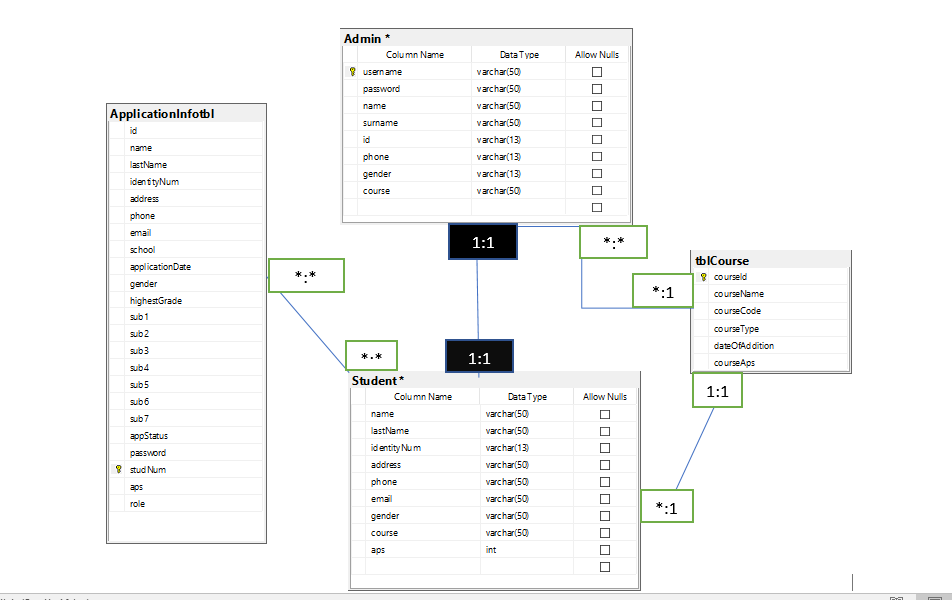 Admin *
Column Name Data Type Allow Nulls
username varchar(50)
password varchar(50)
name varchar(50)
surname varchar(50)
id varchar(13)
phone varchar(13)
gender varchar(13)
course varchar(50)
ApplicationInfotbl
id
name
lastName
identityNum
address
phone
email
school
applicationDate
gender
highestGrade
sub1
sub2
sub3
sub4
sub5
sub6
sub7
appStatus
password
studNum
aps
role
1:1
*:*
*:*
*:1
tblCourse
courseId
courseName
courseCode
courseType
dateOfAddition
courseAps
*:*
1:1
1:1
Student *
Column Name Data Type Allow Nulls
name varchar(50)
lastName varchar(50)
identityNum varchar(13)
address varchar(50)
phone varchar(50)
email varchar(50)
gender varchar(50)
course varchar(50)
aps int
*:1